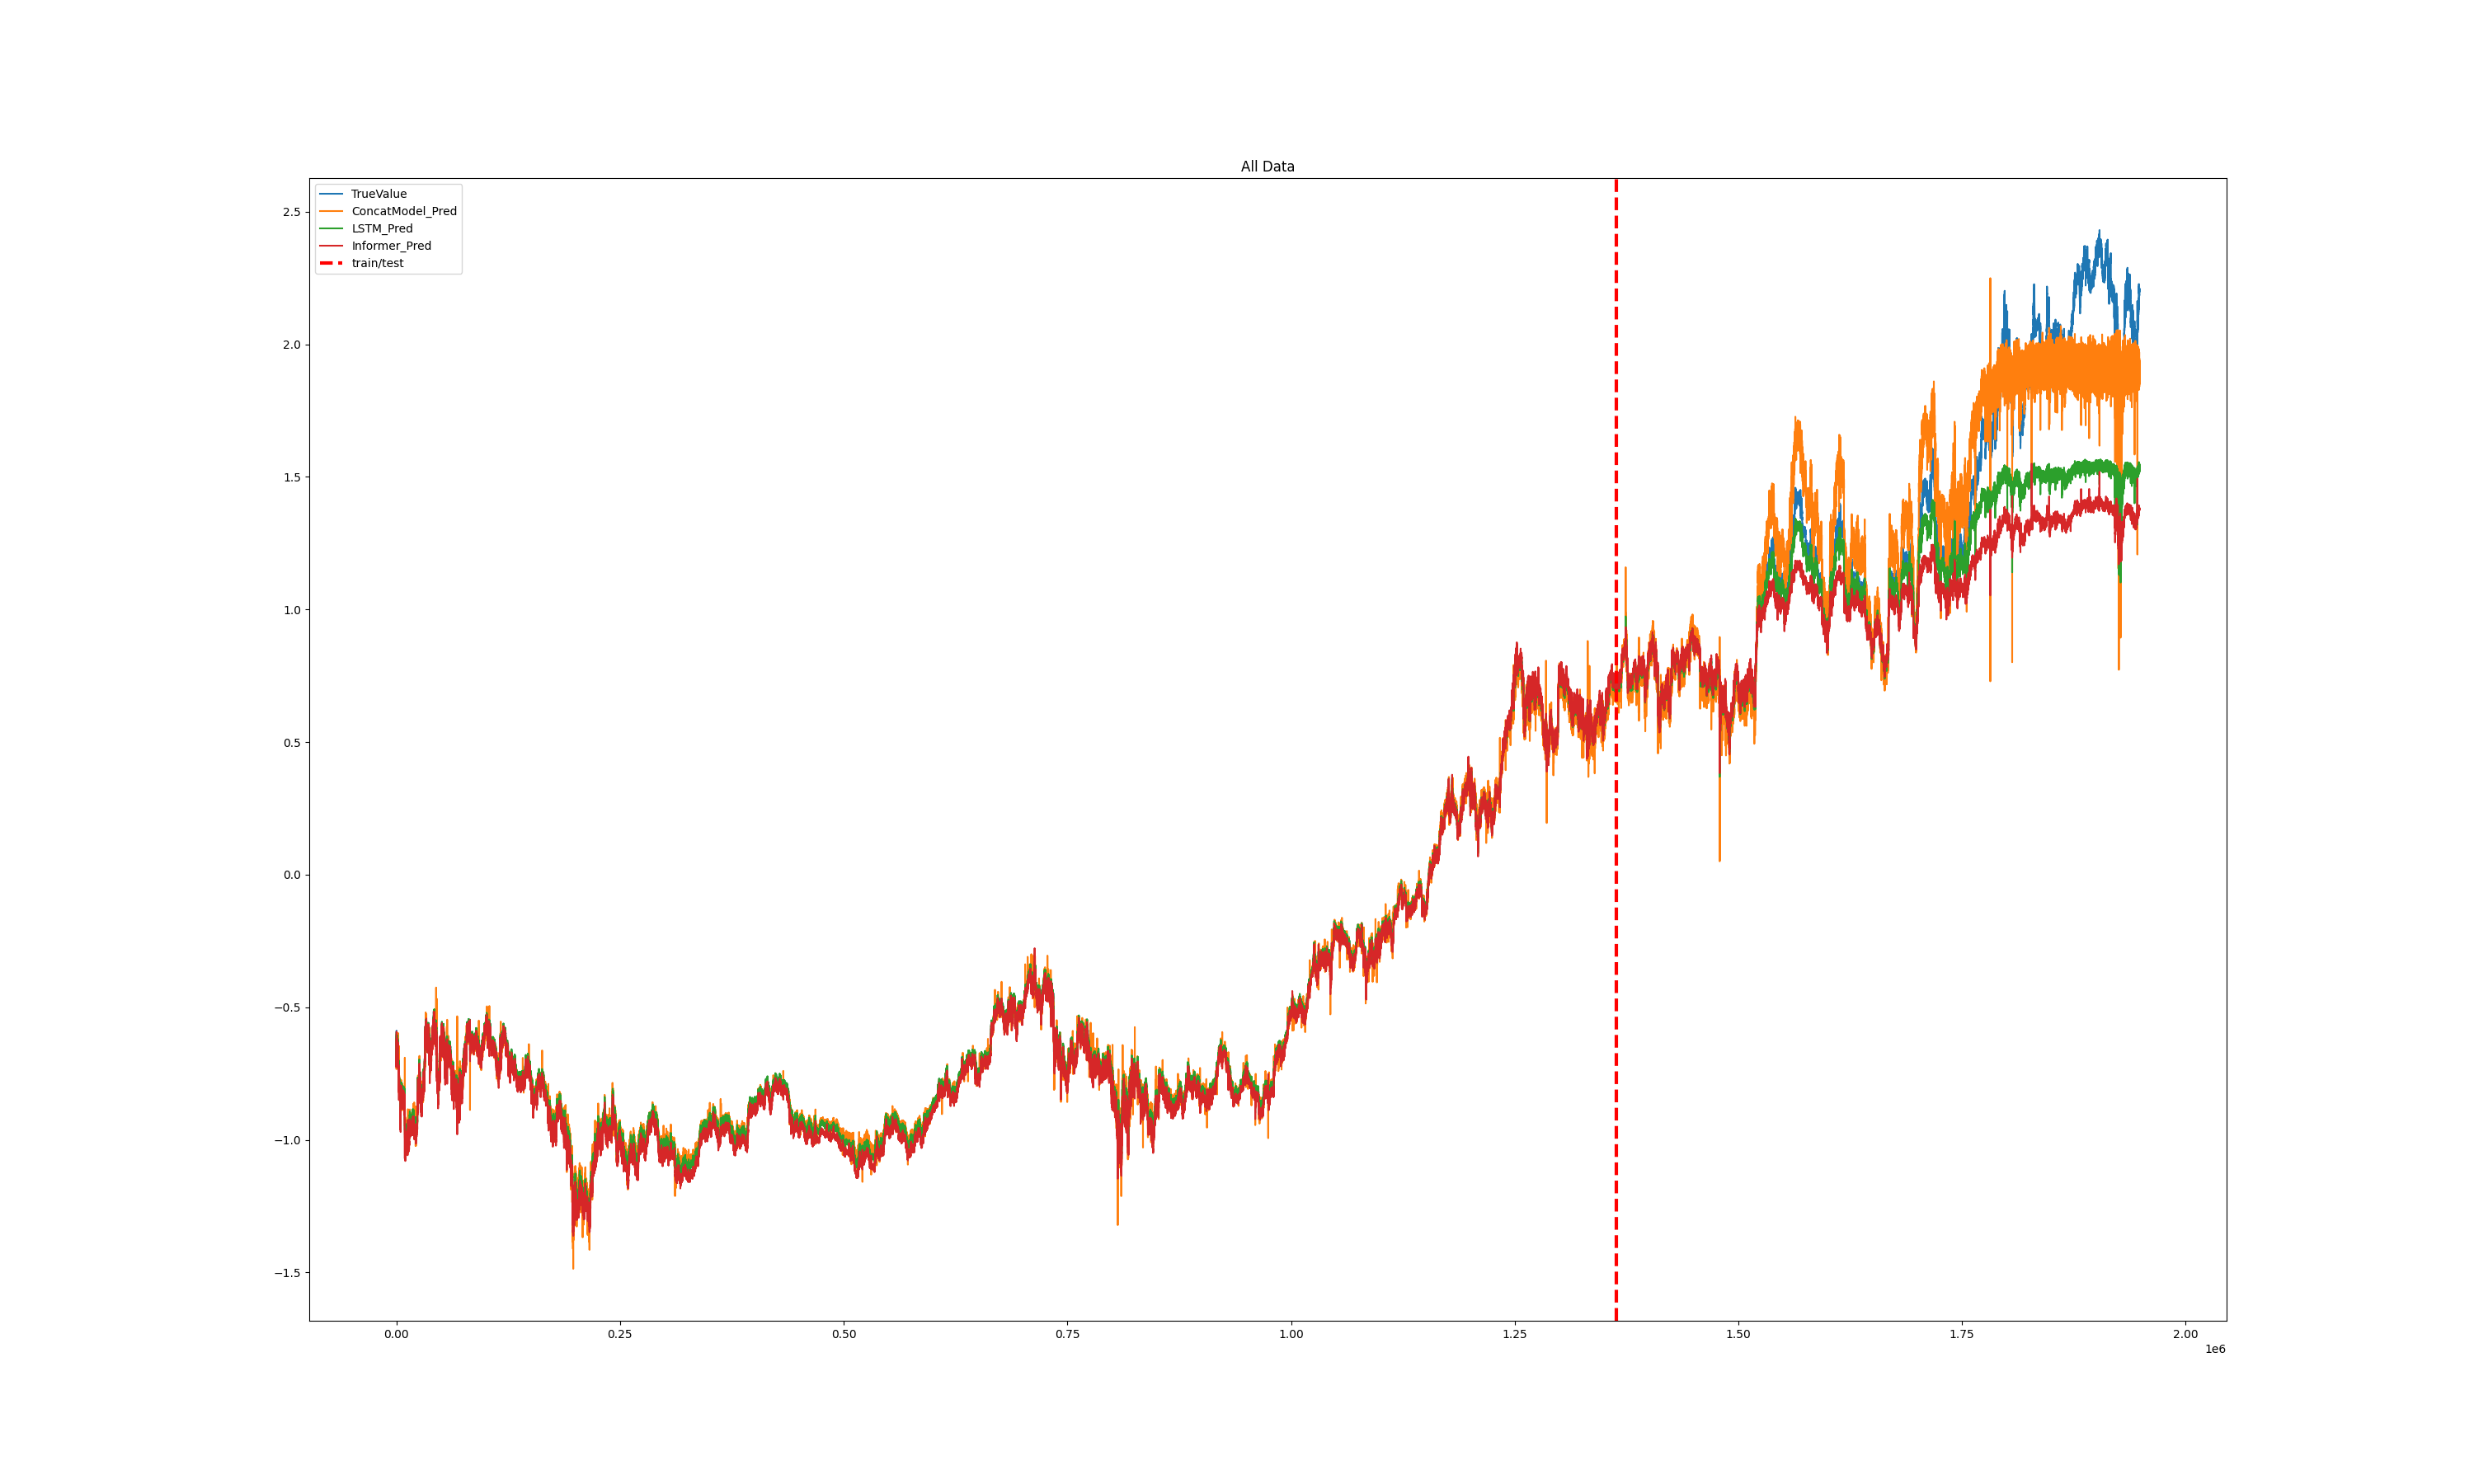 All Data
TrueValue
ConcatModel_Pred
LSTM_Pred
Informer_Pred
train/test
2.5
2.0
1.5
1.0
0.5
0.0
−0.5
−1.0
−1.5
0.00 0.25 0.50 0.75 1.00 1.25 1.50 1.75 2.00
1e6